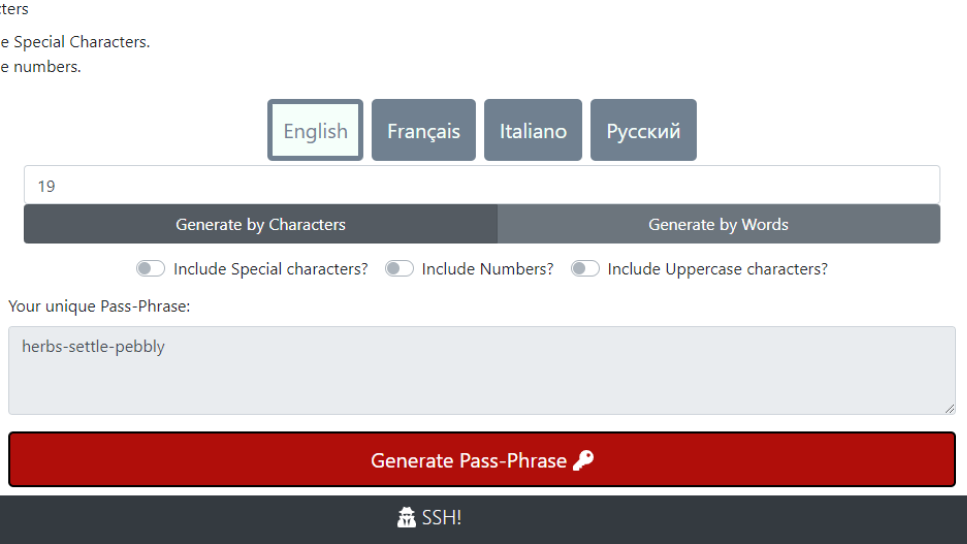 e Special Characters.
e numbers.
English Français Italiano Русский
19
Generate by Characters Generate by Words
Include Special characters? Include Numbers? Include Uppercase characters?
Your unique Pass-Phrase:
herbs-settle-pebbly
Generate Pass-Phrase
SSH!